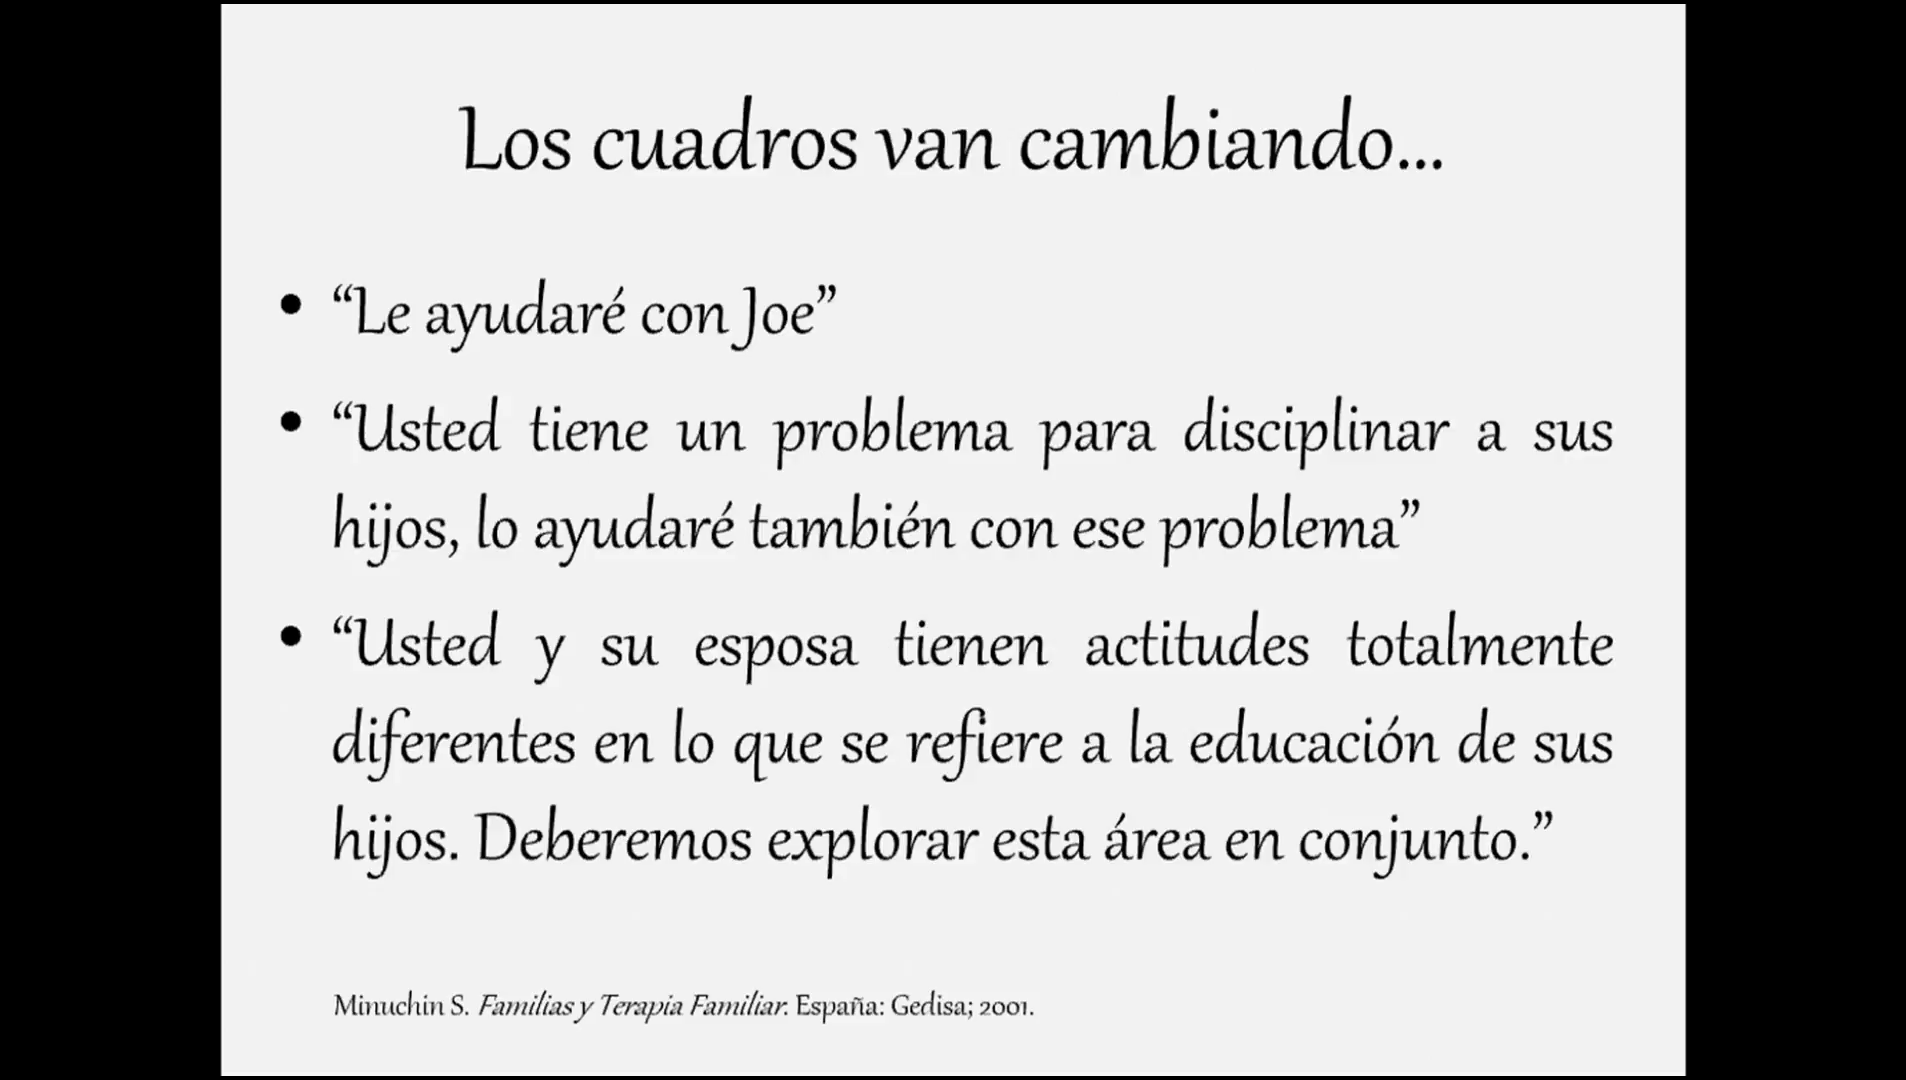 Los cuadros van cambiando...
• “Le ayudaré con Joe”
• “Usted tiene un problema para disciplinar a sus
hijos, lo ayudaré también con ese problema”
• “Usted y su esposa tienen actitudes totalmente
diferentes en lo que se refiere a la educación de sus
hijos. Deberemos explorar esta área en conjunto.”
Minuchin S. Familias y Terapia Familiar. España: Gedisa; 2001.